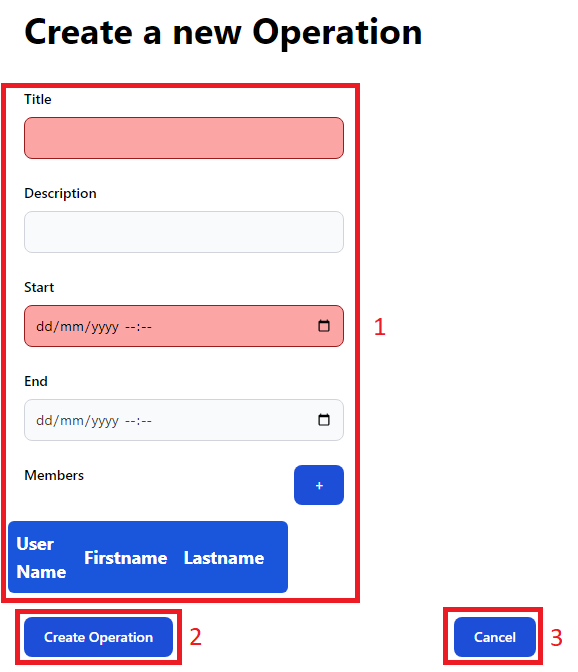 Create a new Operation
Title
Description
Start
dd/mm/yyyy --:--
1
End
dd/mm/yyyy --:--
Members
+
User Name
Firstname
Lastname
Create Operation
2
Cancel
3